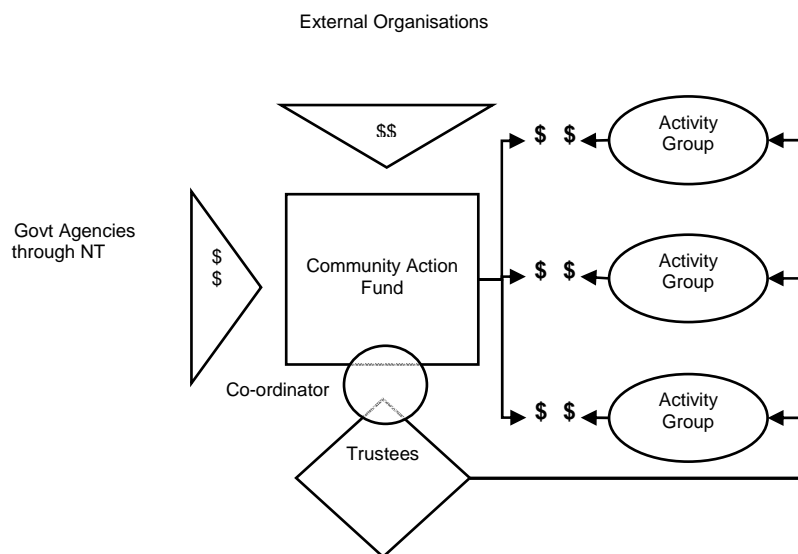 External Organisations
$$
$ $
Activity
Group
Govt Agencies
through NT
$
$
Community Action
Fund
$ $
Activity
Group
Co-ordinator
$ $
Activity
Group
Trustees